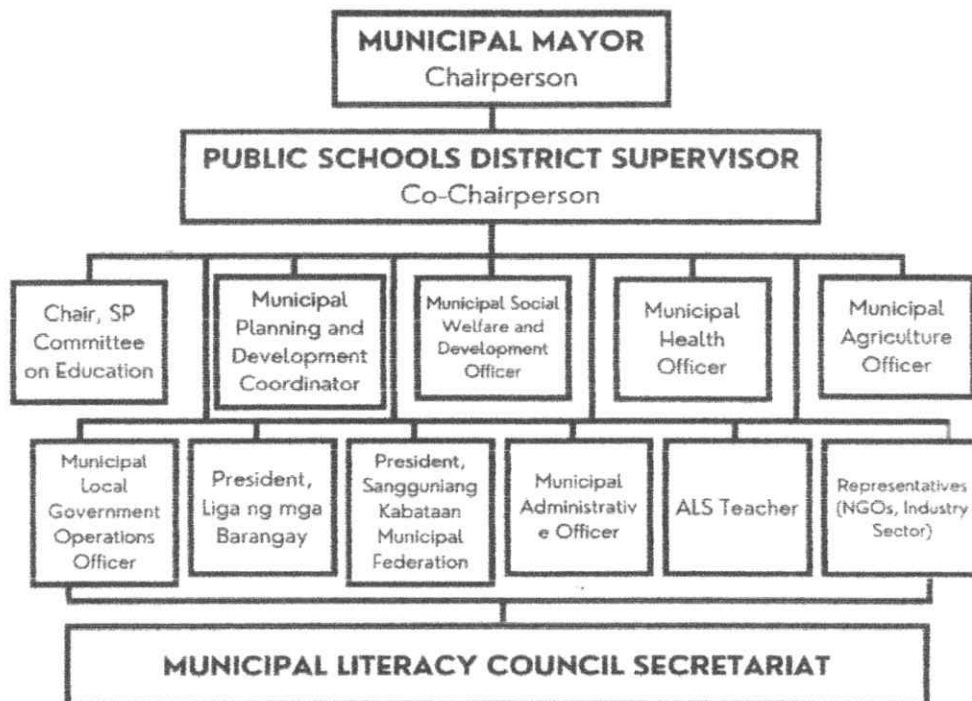 MUNICIPAL MAYOR
Chairperson
PUBLIC SCHOOLS DISTRICT SUPERVISOR
Co-Chairperson
Chair, SP
Committee
on Education
Municipal
Planning and
Development
Coordinator
Municipal Social
Welfare and
Development
Officer
Municipal
Health
Officer
Municipal
Agriculture
Officer
Municipal
Local
Government
Operations
Officer
President,
Liga ng mga
Barangay
President,
Sangguniang
Kabataan
Municipal
Federation
Municipal
Administrativ
e Officer
ALS Teacher
Representatives
(NGOs, Industry
Sector)
MUNICIPAL LITERACY COUNCIL SECRETARIAT